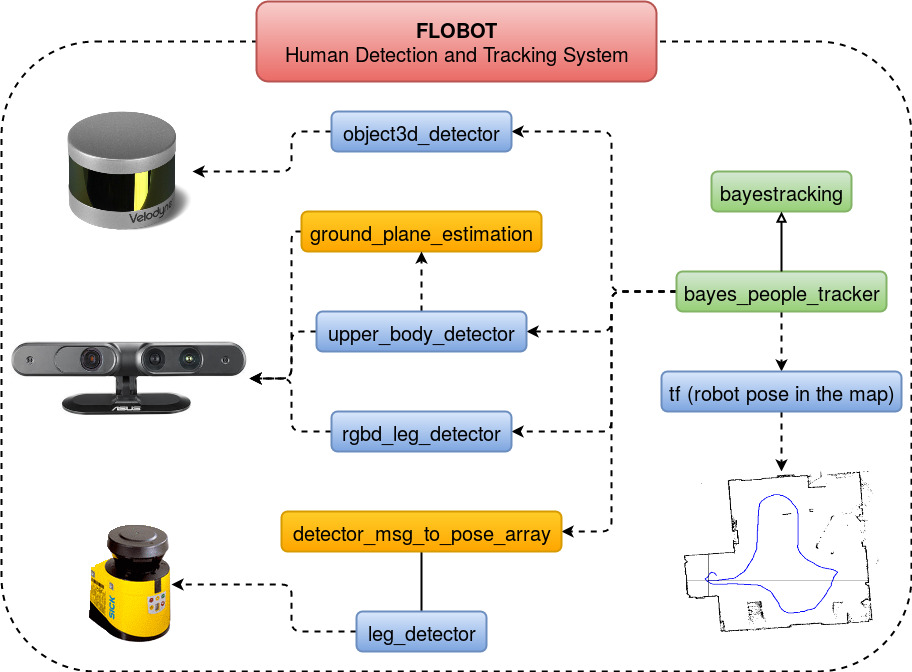 FLOBOT
Human Detection and Tracking System
object3d_detector
Velodyne
bayestracking
ground_plane_estimation
bayes_people_tracker
upper_body_detector
ASUS
tf (robot pose in the map)
rgbd_leg_detector
detector_msg_to_pose_array
SICK
leg_detector